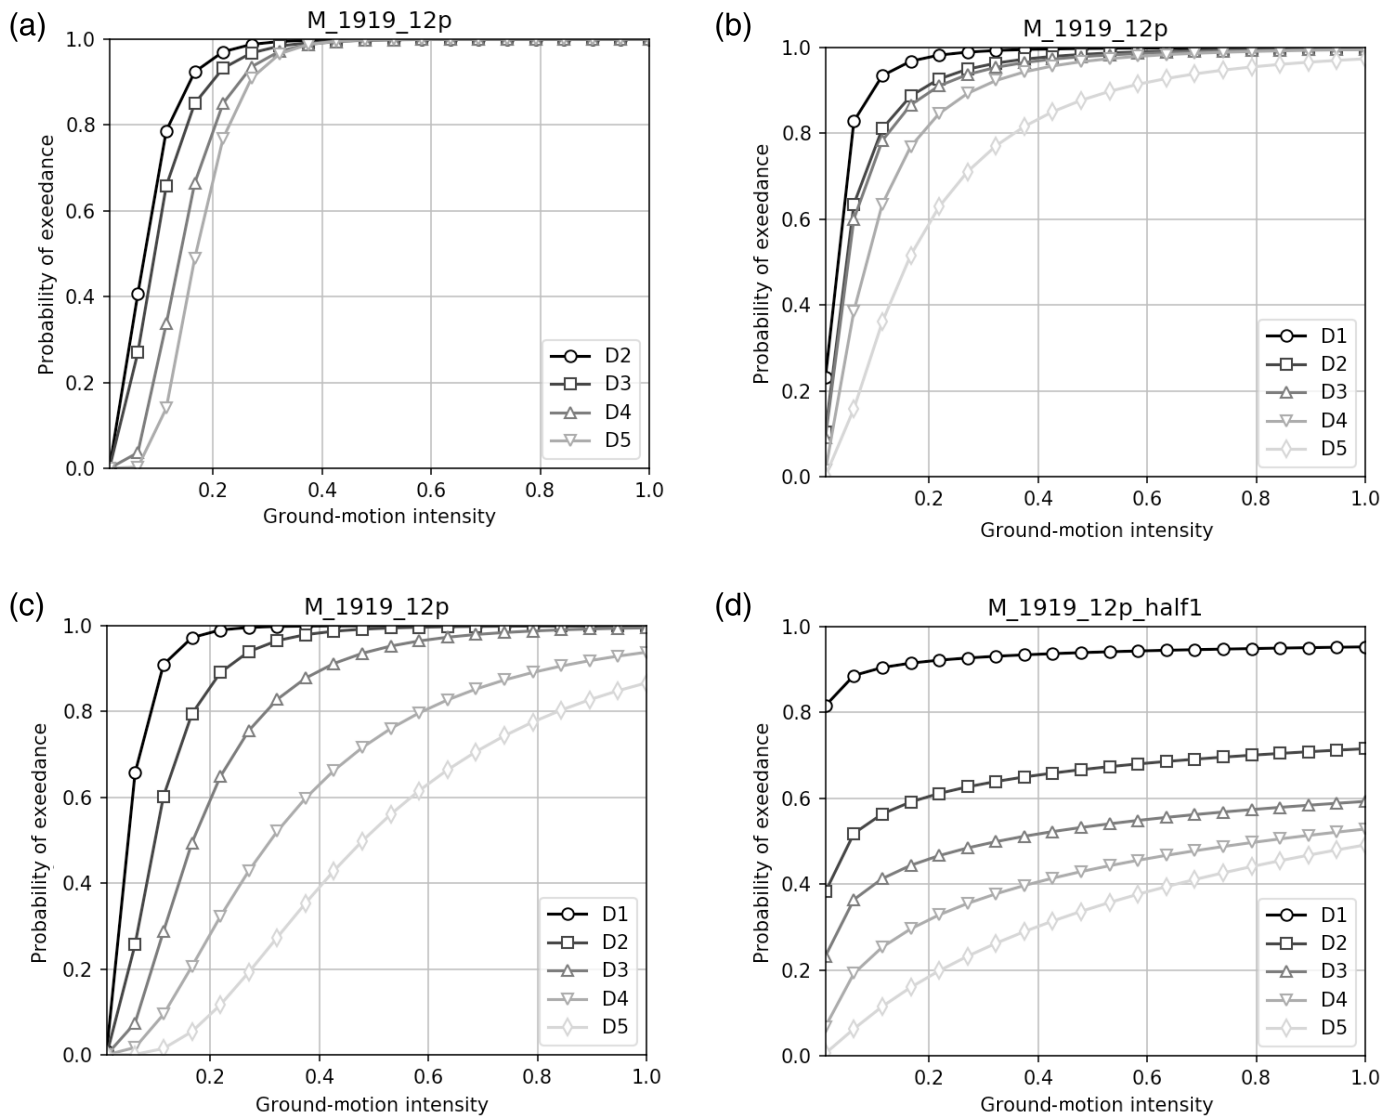 (a)
M_1919_12p
Probability of exeedance
1.0
0.8
0.6
0.4
0.2
0.0
D2
D3
D4
D5
0.2 0.4 0.6 0.8 1.0
Ground-motion intensity
(b)
M_1919_12p
Probability of exeedance
1.0
0.8
0.6
0.4
0.2
0.0
D1
D2
D3
D4
D5
0.2 0.4 0.6 0.8 1.0
Ground-motion intensity
(c)
M_1919_12p
Probability of exeedance
1.0
0.8
0.6
0.4
0.2
0.0
D1
D2
D3
D4
D5
0.2 0.4 0.6 0.8 1.0
Ground-motion intensity
(d)
M_1919_12p_half1
Probability of exeedance
1.0
0.8
0.6
0.4
0.2
0.0
D1
D2
D3
D4
D5
0.2 0.4 0.6 0.8 1.0
Ground-motion intensity